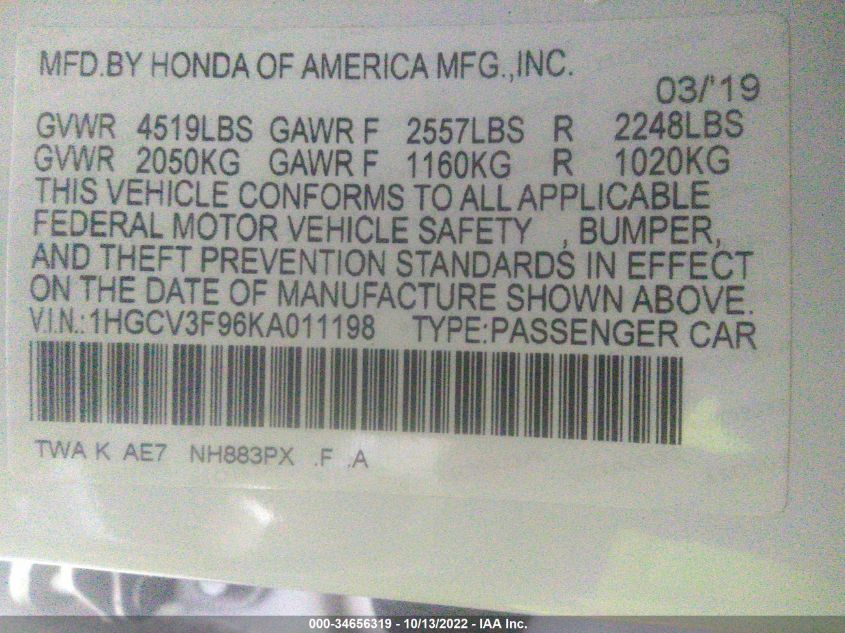 MFD.BY HONDA OF AMERICA MFG.,INC.
03/'19
GVWR 4519LBS GAWR F 2557LBS R 2248LBS
GVWR 2050KG GAWR F 1160KG R 1020KG
THIS VEHICLE CONFORMS TO ALL APPLICABLE
FEDERAL MOTOR VEHICLE SAFETY , BUMPER,
AND THEFT PREVENTION STANDARDS IN EFFECT
ON THE DATE OF MANUFACTURE SHOWN ABOVE.
V.I.N.:1HGCV3F96KA011198 TYPE:PASSENGER CAR
TWA K AE7 NH883PX .F .A
000-34656319 - 10/13/2022 - IAA Inc.